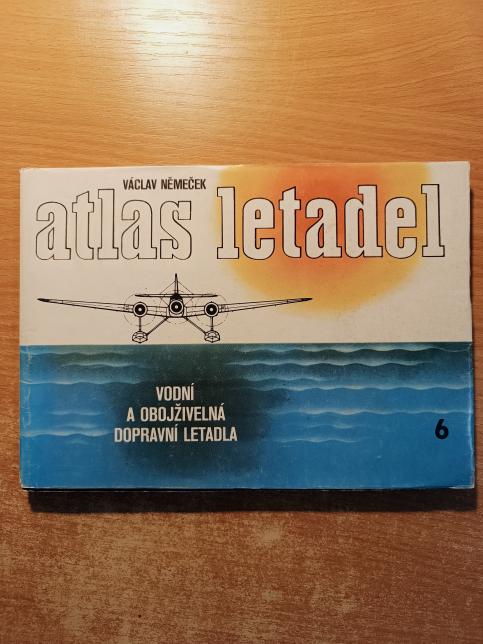 VÁCLAV NĚMEČEK
atlas letadel
VODNÍ
A OBOJŽIVELNÁ
DOPRAVNÍ LETADLA
6